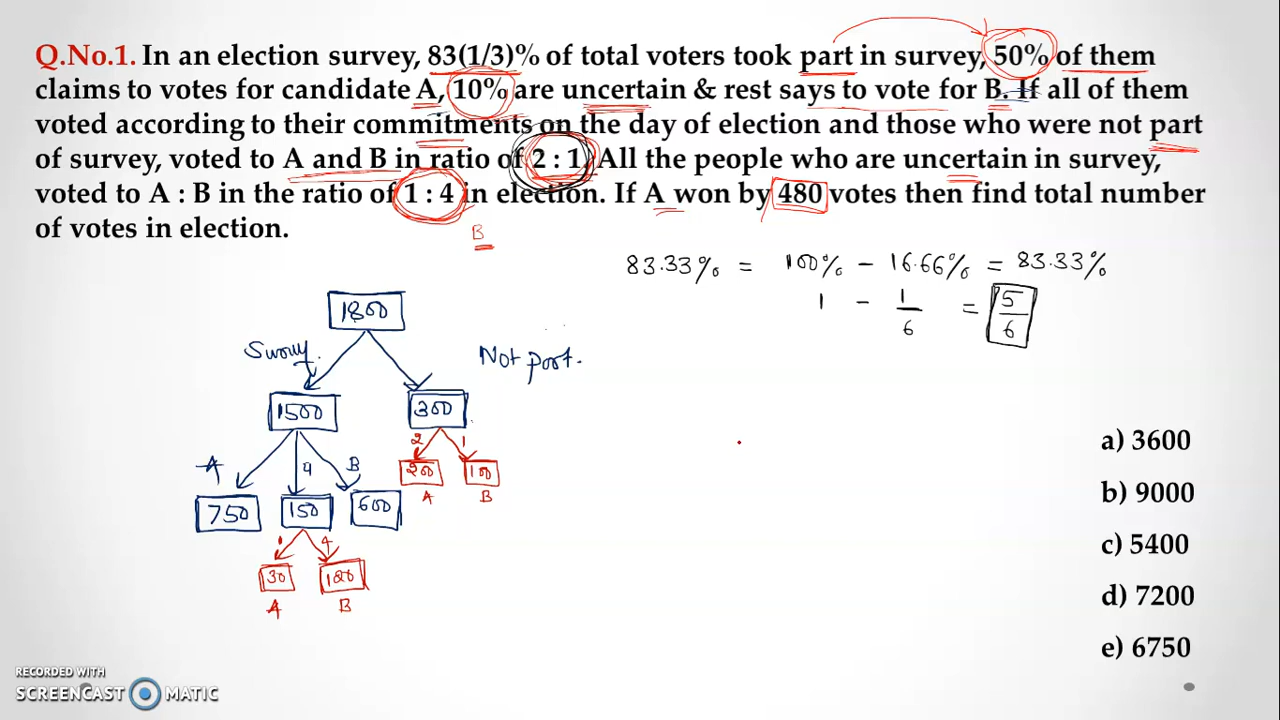 Q.No.1. In an election survey, 83(1/3)% of total voters took part in survey, 50% of them
claims to votes for candidate A, 10% are uncertain & rest says to vote for B. If all of them
voted according to their commitments on the day of election and those who were not part
of survey, voted to A and B in ratio of 2 : 1. All the people who are uncertain in survey,
voted to A : B in the ratio of 1 : 4 in election. If A won by 480 votes then find total number
of votes in election.
B
83.33% = 100% - 16.66% = 83.33%
1 - 1/6 = 5/6
1800
Survey
Not part.
1500 300
2 1
A 4 B
200 100
A B
750 150 600
1 4
30 120
A B
a) 3600
b) 9000
c) 5400
d) 7200
e) 6750
RECORDED WITH
SCREENCAST MATIC